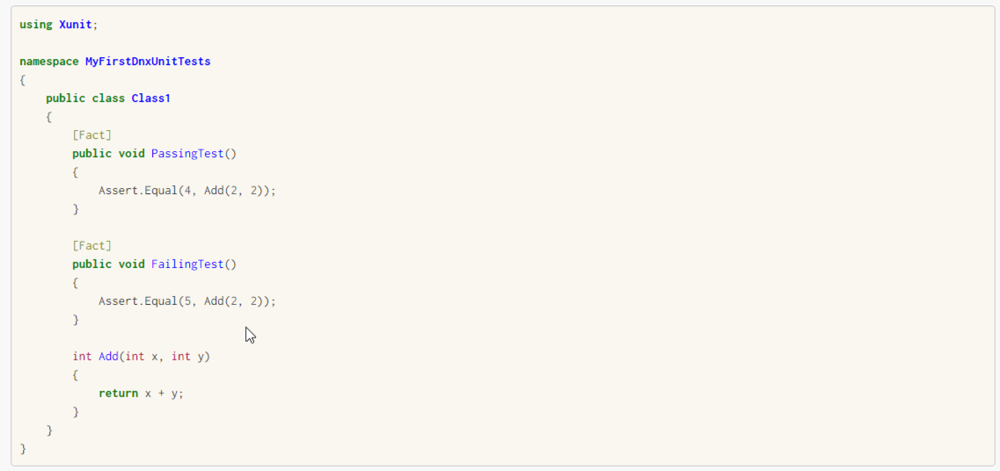 using Xunit;
namespace MyFirstDnxUnitTests
{
public class Class1
{
[Fact]
public void PassingTest()
{
Assert.Equal(4, Add(2, 2));
}
[Fact]
public void FailingTest()
{
Assert.Equal(5, Add(2, 2));
}
int Add(int x, int y)
{
return x + y;
}
}
}